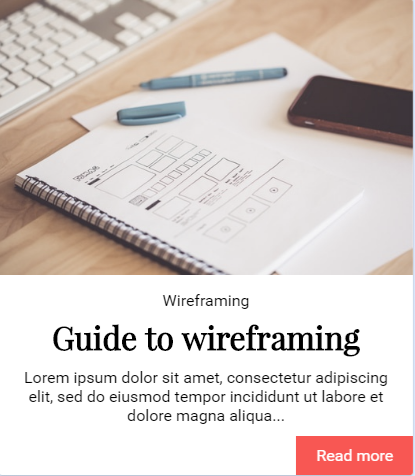 Wireframing
Guide to wireframing
Lorem ipsum dolor sit amet, consectetur adipiscing
elit, sed do eiusmod tempor incididunt ut labore et
dolore magna aliqua...
Read more